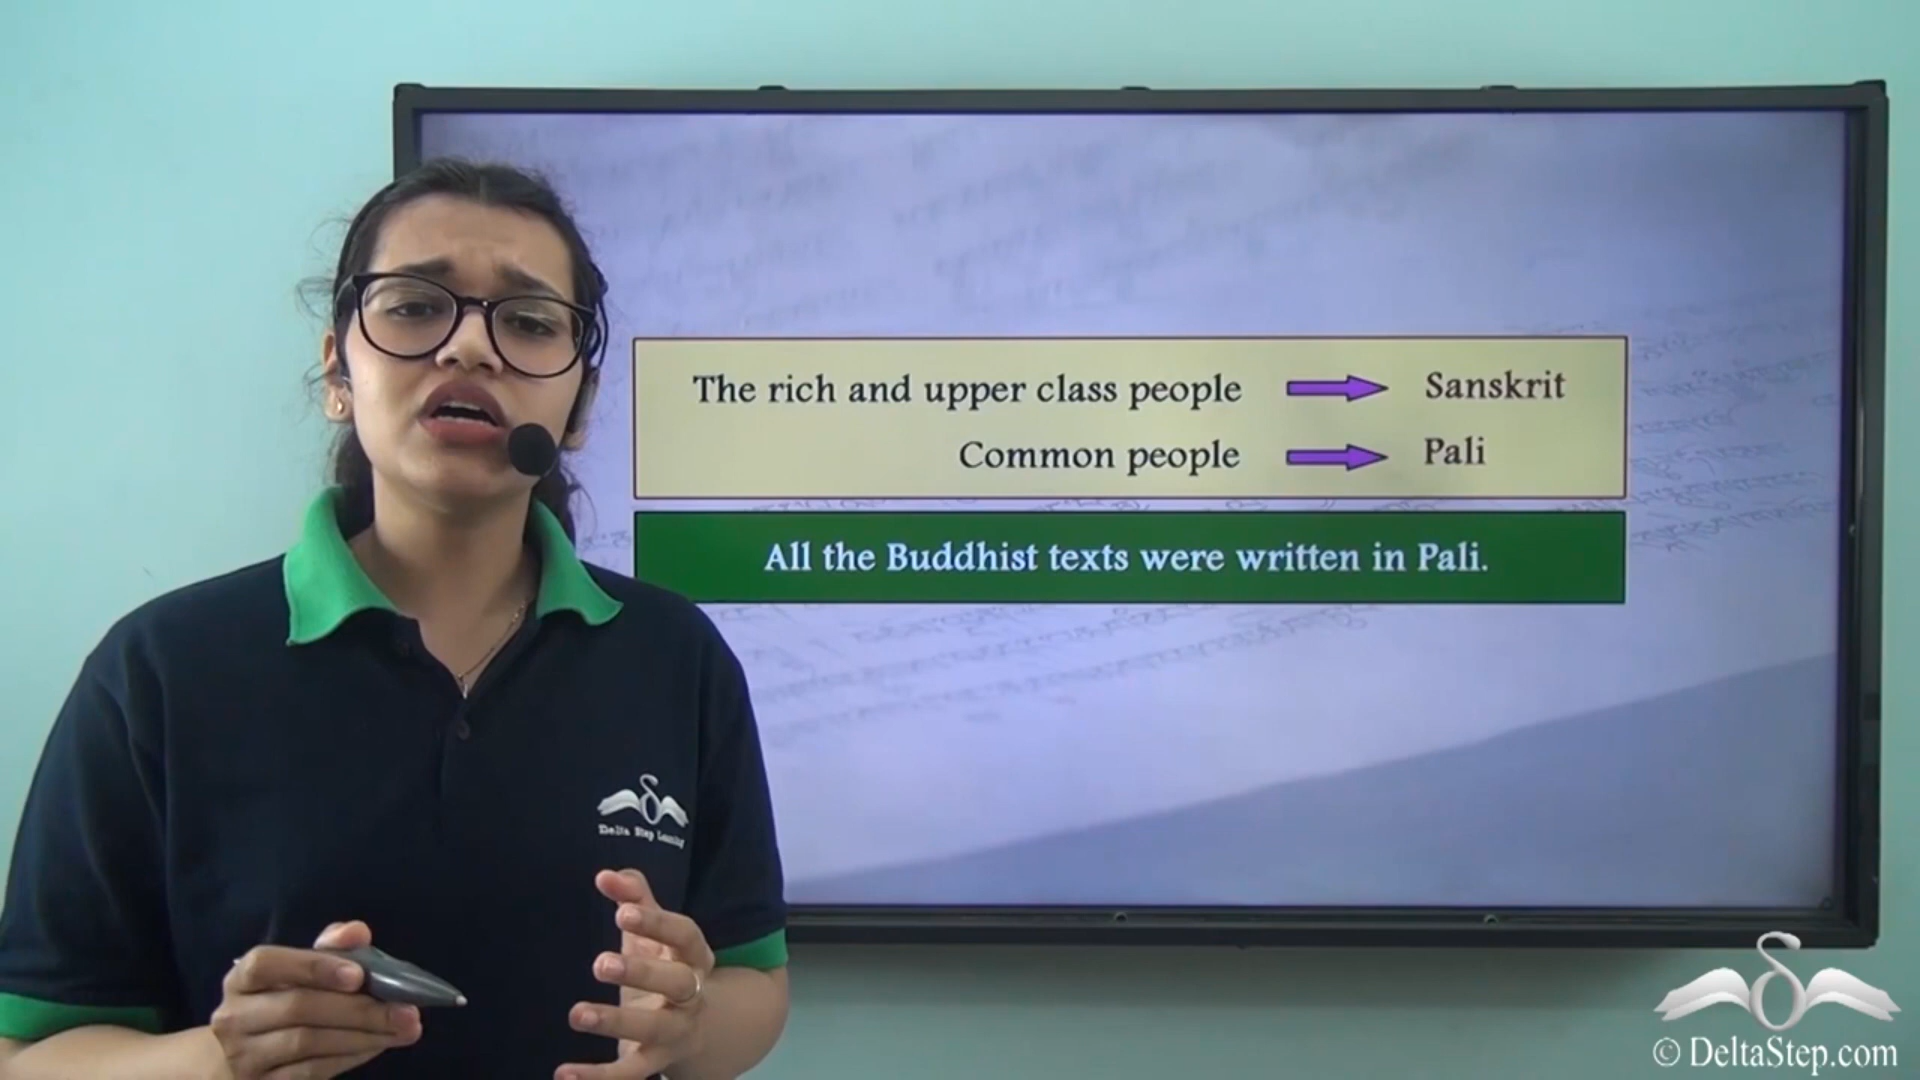 The rich and upper class people Sanskrit
Common people Pali
All the Buddhist texts were written in Pali.
Delta Step Learning
© DeltaStep.com